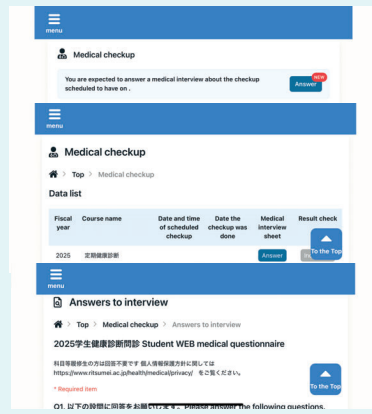 menu
Medical checkup
You are expected to answer a medical interview about the checkup
scheduled to have on .
NEW
Answer
menu
Medical checkup
Top > Medical checkup
Data list
Fiscal year
Course name
Date and time of scheduled checkup
Date the checkup was done
Medical interview sheet
Result check
2025
定期健康診断
Answer
To the Top
menu
Answers to interview
Top > Medical checkup > Answers to interview
2025学生健康診断問診 Student WEB medical questionnaire
科目等履修生の方は回答不要です 個人情報保護方針に関しては
https://www.ritsumei.ac.jp/health/medical/privacy/ をご覧ください。
* Required item
To the Top
Q1. 以下の設問に回答をお願いします。Please answer the following questions.